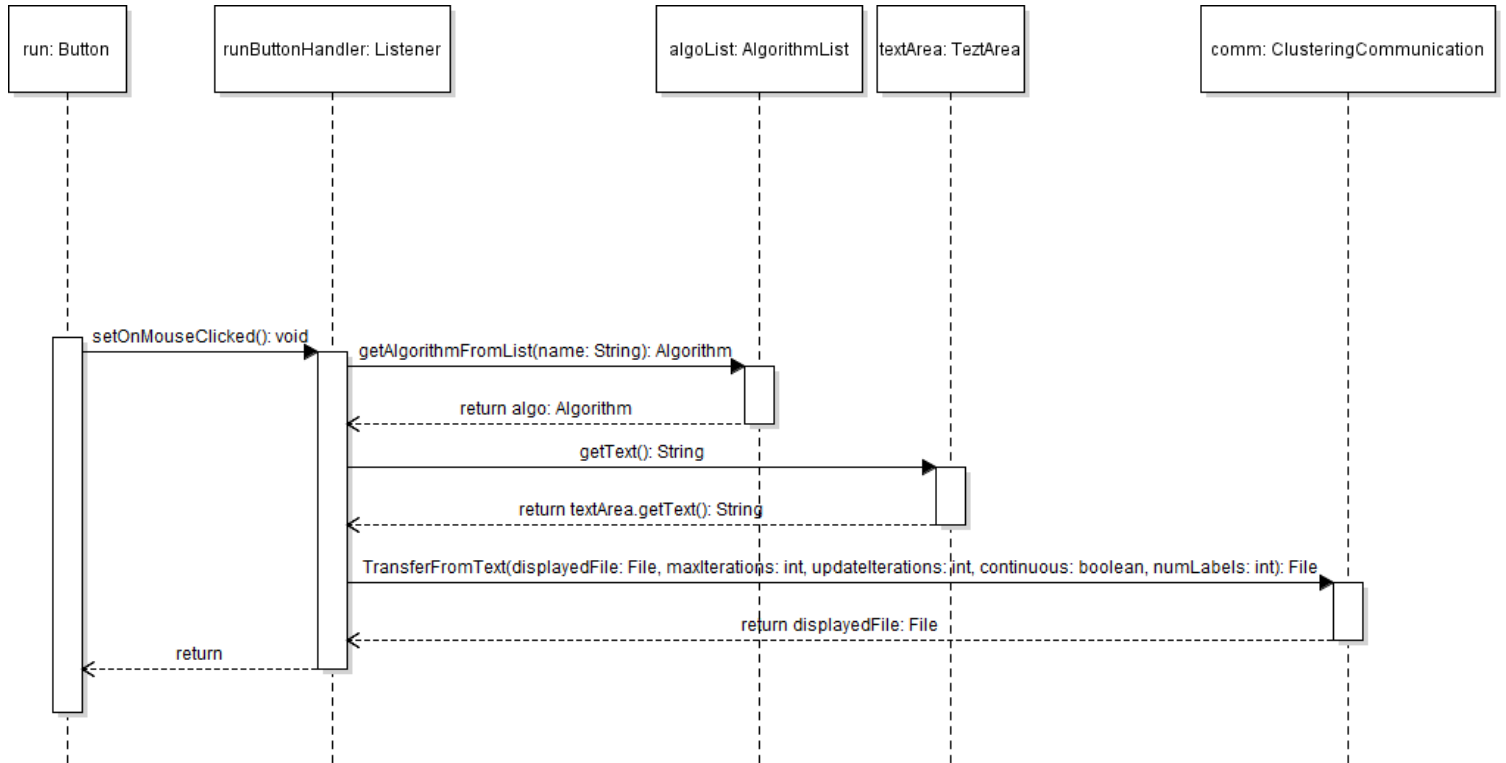 run: Button
runButtonHandler: Listener
algoList: AlgorithmList
textArea: TeztArea
comm: ClusteringCommunication
setOnMouseClicked(): void
getAlgorithmFromList(name: String): Algorithm
return algo: Algorithm
getText(): String
return textArea.getText(): String
TransferFromText(displayedFile: File, maxIterations: int, updateIterations: int, continuous: boolean, numLabels: int): File
return displayedFile: File
return